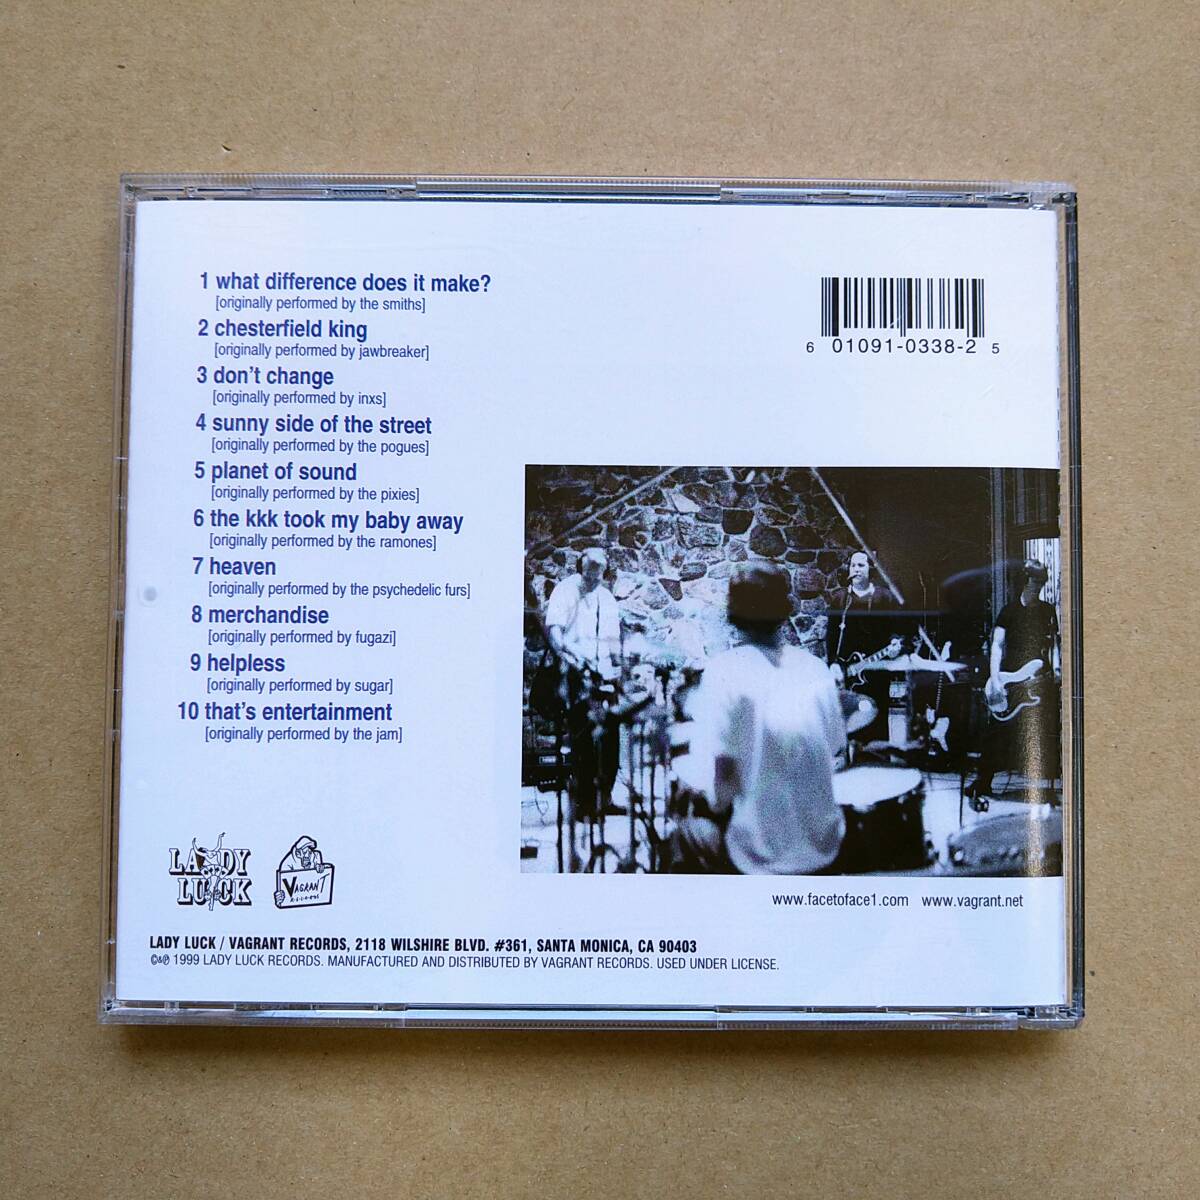 1 what difference does it make?
[originally performed by the smiths]
2 chesterfield king
[originally performed by jawbreaker]
3 don't change
[originally performed by inxs]
4 sunny side of the street
[originally performed by the pogues]
5 planet of sound
[originally performed by the pixies]
6 the kkk took my baby away
[originally performed by the ramones]
7 heaven
[originally performed by the psychedelic furs]
8 merchandise
[originally performed by fugazi]
9 helpless
[originally performed by sugar]
10 that's entertainment
[originally performed by the jam]
6 01091-0338-2 5
LADY
LUCK
VAGRANT
www.facetoface1.com www.vagrant.net
LADY LUCK / VAGRANT RECORDS, 2118 WILSHIRE BLVD. #361, SANTA MONICA, CA 90403
©&℗ 1999 LADY LUCK RECORDS. MANUFACTURED AND DISTRIBUTED BY VAGRANT RECORDS. USED UNDER LICENSE.